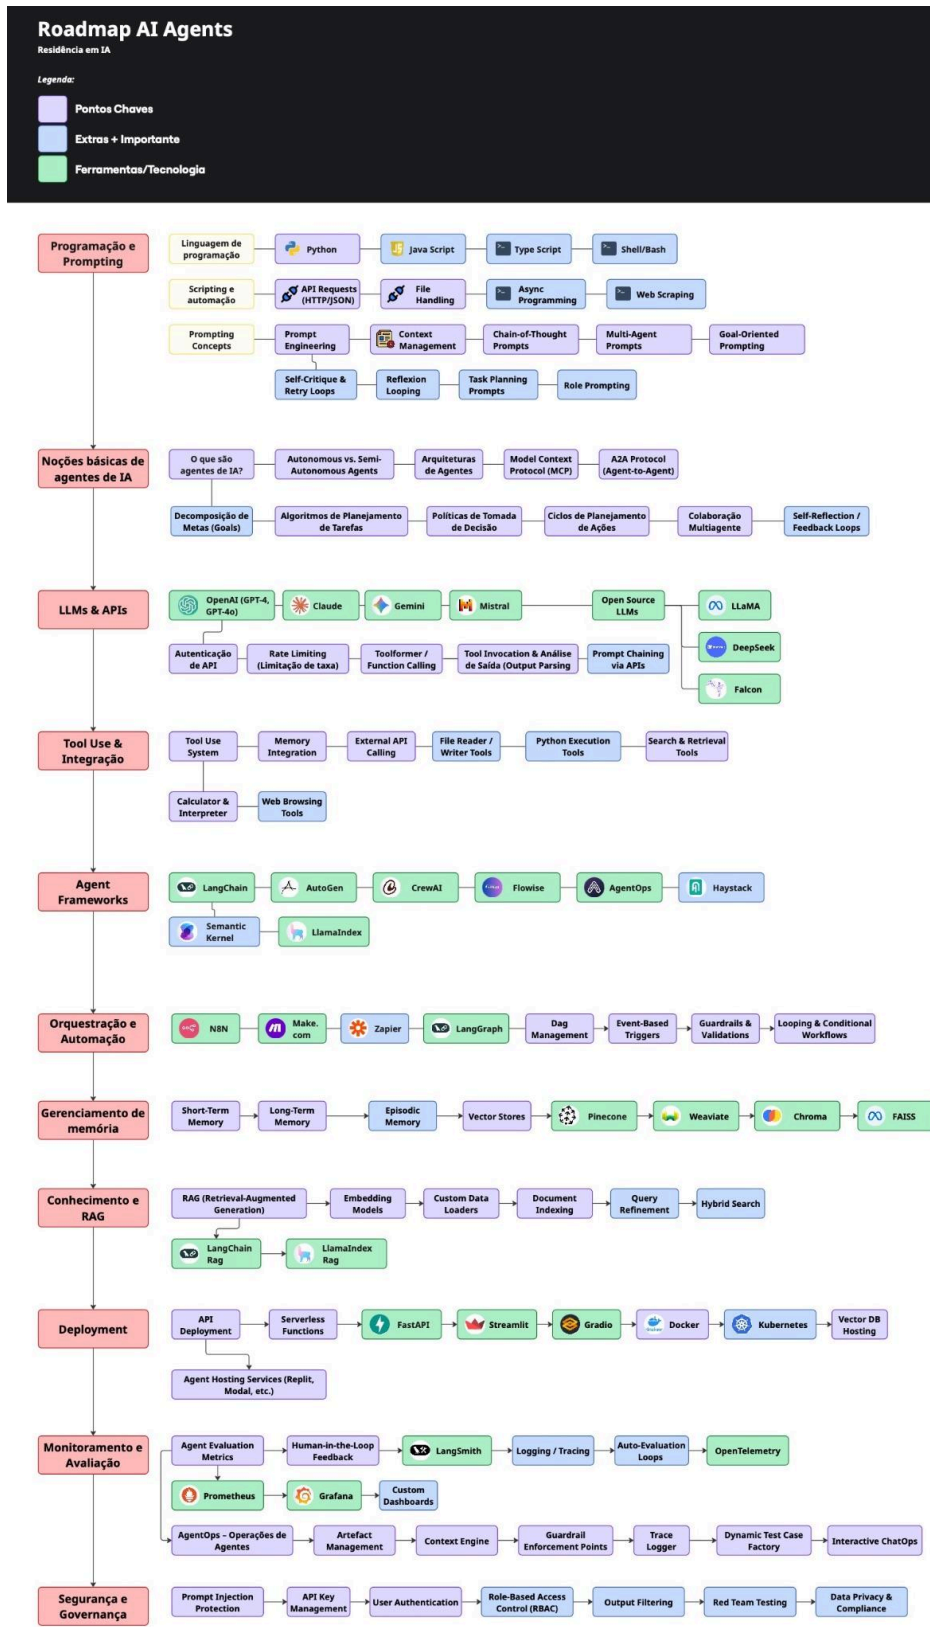 Roadmap AI Agents
Residência em IA
Legenda:
Pontos Chaves
Extras + Importante
Ferramentas/Tecnologia
Programação e
Prompting
Linguagem de
programação
Python
Java Script
Type Script
Shell/Bash
Scripting e
automação
API Requests
(HTTP/JSON)
File
Handling
Async
Programming
Web Scraping
Prompting
Concepts
Prompt
Engineering
Context
Management
Chain-of-Thought
Prompts
Multi-Agent
Prompts
Goal-Oriented
Prompting
Self-Critique &
Retry Loops
Reflexion
Looping
Task Planning
Prompts
Role Prompting
Noções básicas de
agentes de IA
O que são
agentes de IA?
Autonomous vs. Semi-
Autonomous Agents
Arquiteturas
de Agentes
Model Context
Protocol (MCP)
A2A Protocol
(Agent-to-Agent)
Decomposição de
Metas (Goals)
Algoritmos de Planejamento
de Tarefas
Políticas de Tomada
de Decisão
Ciclos de Planejamento
de Ações
Colaboração
Multiagente
Self-Reflection /
Feedback Loops
LLMs & APIs
OpenAI (GPT-4,
GPT-4o)
Claude
Gemini
Mistral
Open Source
LLMs
LLaMA
DeepSeek
Falcon
Autenticação
de API
Rate Limiting
(Limitação de taxa)
Toolformer /
Function Calling
Tool Invocation & Análise
de Saída (Output Parsing
Prompt Chaining
via APIs
Tool Use &
Integração
Tool Use
System
Memory
Integration
External API
Calling
File Reader /
Writer Tools
Python Execution
Tools
Search & Retrieval
Tools
Calculator &
Interpreter
Web Browsing
Tools
Agent
Frameworks
LangChain
AutoGen
CrewAI
Flowise
AgentOps
Haystack
Semantic
Kernel
LlamaIndex
Orquestração e
Automação
N8N
Make.
com
Zapier
LangGraph
Dag
Management
Event-Based
Triggers
Guardrails &
Validations
Looping & Conditional
Workflows
Gerenciamento de
memória
Short-Term
Memory
Long-Term
Memory
Episodic
Memory
Vector Stores
Pinecone
Weaviate
Chroma
FAISS
Conhecimento e
RAG
RAG (Retrieval-Augmented
Generation)
Embedding
Models
Custom Data
Loaders
Document
Indexing
Query
Refinement
Hybrid Search
LangChain
Rag
LlamaIndex
Rag
Deployment
API
Deployment
Serverless
Functions
FastAPI
Streamlit
Gradio
Docker
Kubernetes
Vector DB
Hosting
Agent Hosting Services (Replit,
Modal, etc.)
Monitoramento e
Avaliação
Agent Evaluation
Metrics
Human-in-the-Loop
Feedback
LangSmith
Logging / Tracing
Auto-Evaluation
Loops
OpenTelemetry
Prometheus
Grafana
Custom
Dashboards
AgentOps – Operações de
Agentes
Artefact
Management
Context Engine
Guardrail
Enforcement Points
Trace
Logger
Dynamic Test Case
Factory
Interactive ChatOps
Segurança e
Governança
Prompt Injection
Protection
API Key
Management
User Authentication
Role-Based Access
Control (RBAC)
Output Filtering
Red Team Testing
Data Privacy &
Compliance